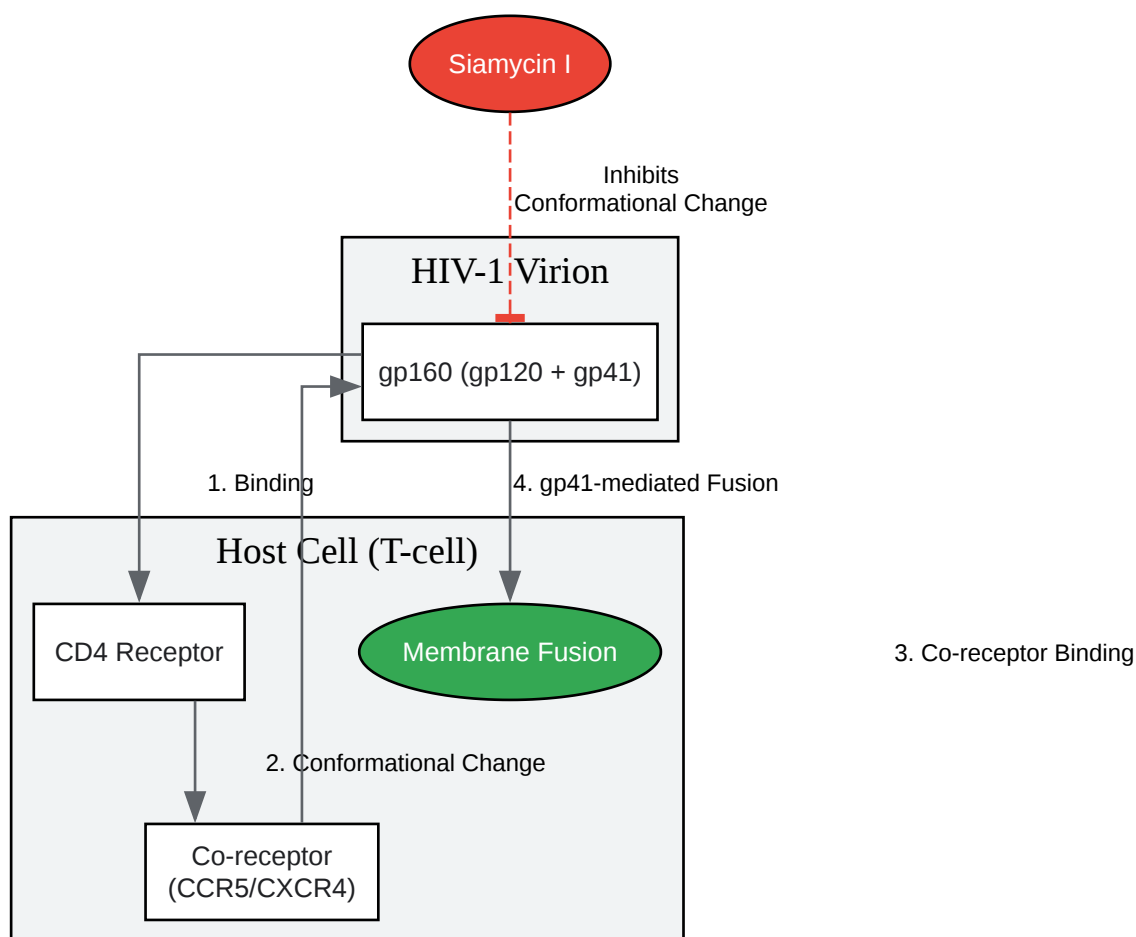 Siamycin I
Inhibits
Conformational Change
HIV-1 Virion
gp160 (gp120 + gp41)
1. Binding
4. gp41-mediated Fusion
Host Cell (T-cell)
CD4 Receptor
Membrane Fusion
3. Co-receptor Binding
2. Conformational Change
Co-receptor
(CCR5/CXCR4)